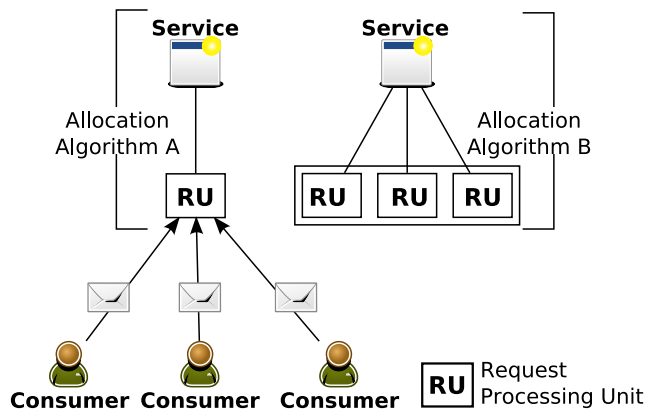 Service
Service
Allocation
Algorithm A
Allocation
Algorithm B
RU
RU
RU
RU
Consumer
Consumer
Consumer
RU
Request
Processing Unit